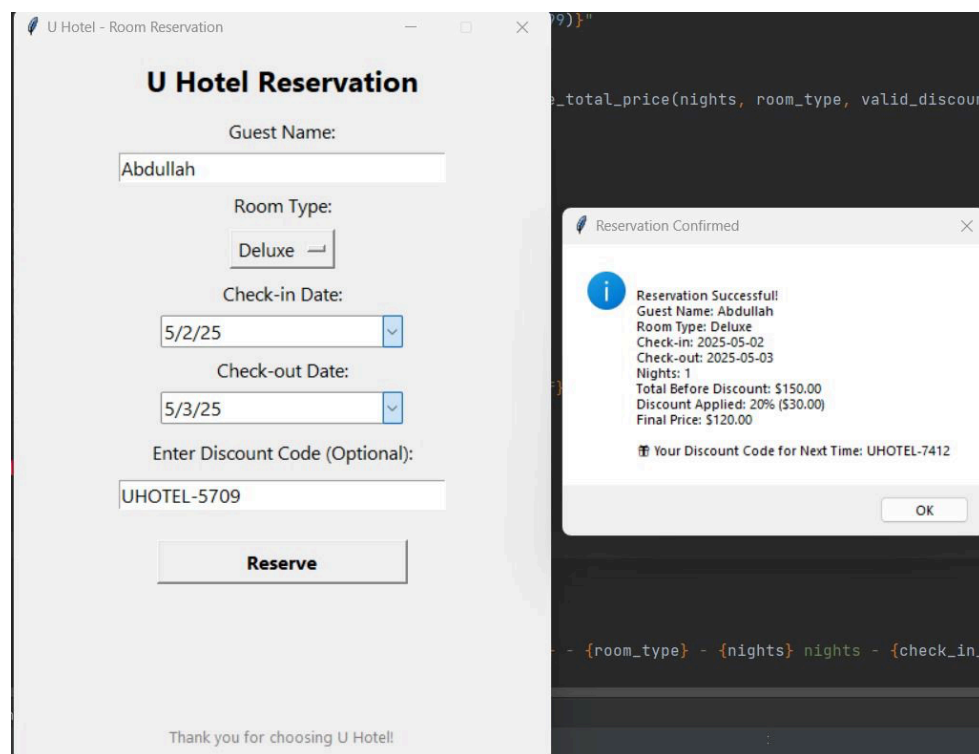 U Hotel - Room Reservation
U Hotel Reservation
Guest Name:
Abdullah
Room Type:
Deluxe
Check-in Date:
5/2/25
Check-out Date:
5/3/25
Enter Discount Code (Optional):
UHOTEL-5709
Reserve
Thank you for choosing U Hotel!
99)}"
e_total_price(nights, room_type, valid_discou
Reservation Confirmed
Reservation Successful!
Guest Name: Abdullah
Room Type: Deluxe
Check-in: 2025-05-02
Check-out: 2025-05-03
Nights: 1
Total Before Discount: $150.00
Discount Applied: 20% ($30.00)
Final Price: $120.00
🎁 Your Discount Code for Next Time: UHOTEL-7412
OK
- {room_type} - {nights} nights - {check_in_